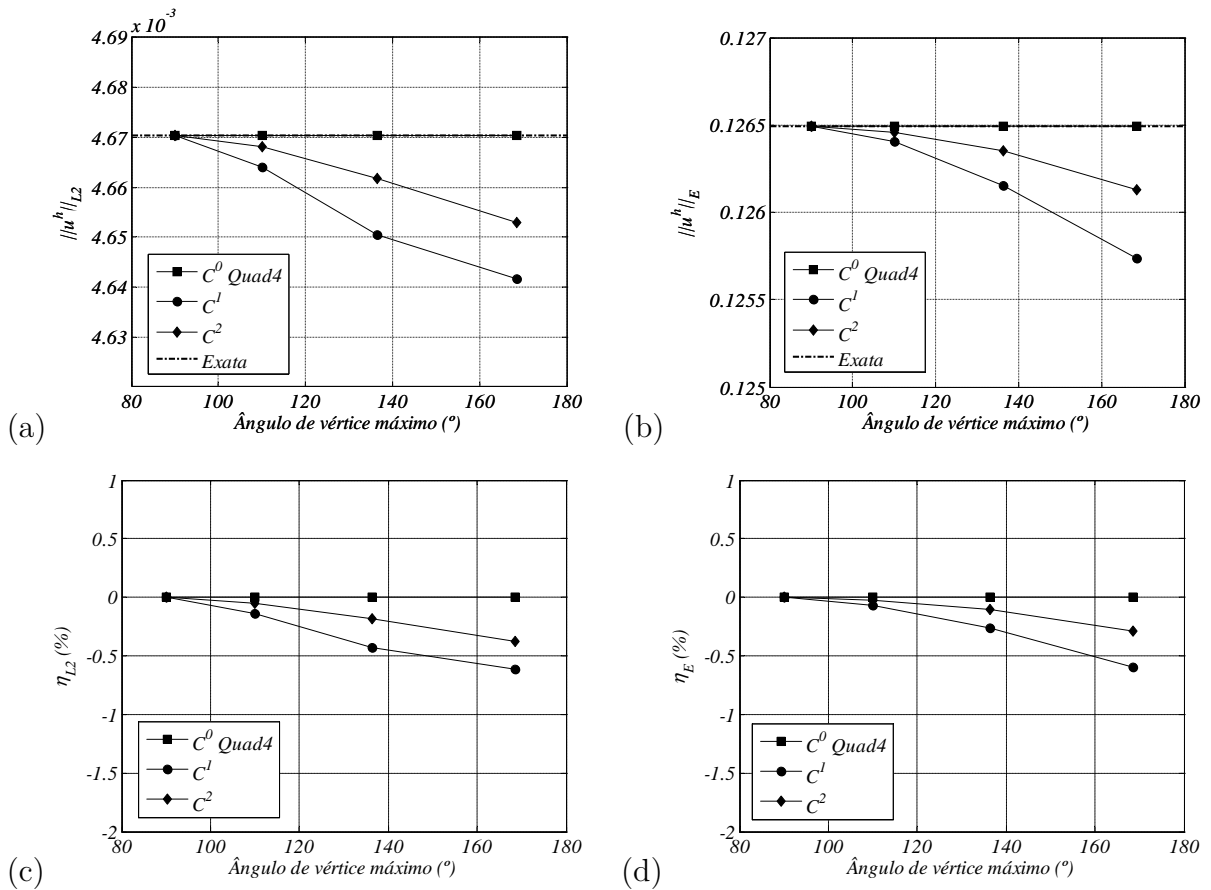 x 10^-3
4.69
4.68
4.67
4.66
4.65
4.64
4.63
||u^h||_L2
C^0 Quad4
C^1
C^2
Exata
80 100 120 140 160 180
Ângulo de vértice máximo (º)
(a)
0.127
0.1265
0.126
0.1255
0.125
||u^h||_E
C^0 Quad4
C^1
C^2
Exata
80 100 120 140 160 180
Ângulo de vértice máximo (º)
(b)
1
0.5
0
-0.5
-1
-1.5
-2
η_L2 (%)
C^0 Quad4
C^1
C^2
80 100 120 140 160 180
Ângulo de vértice máximo (º)
(c)
1
0.5
0
-0.5
-1
-1.5
-2
η_E (%)
C^0 Quad4
C^1
C^2
80 100 120 140 160 180
Ângulo de vértice máximo (º)
(d)